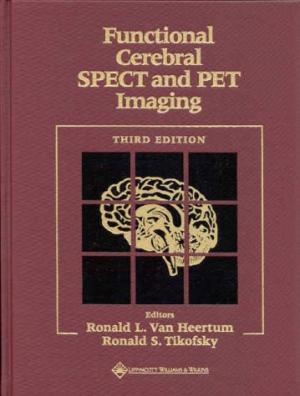 Functional
Cerebral
SPECT and PET
Imaging
THIRD EDITION
Editors
Ronald L. Van Heertum
Ronald S. Tikofsky
LIPPINCOTT WILLIAMS & WILKINS